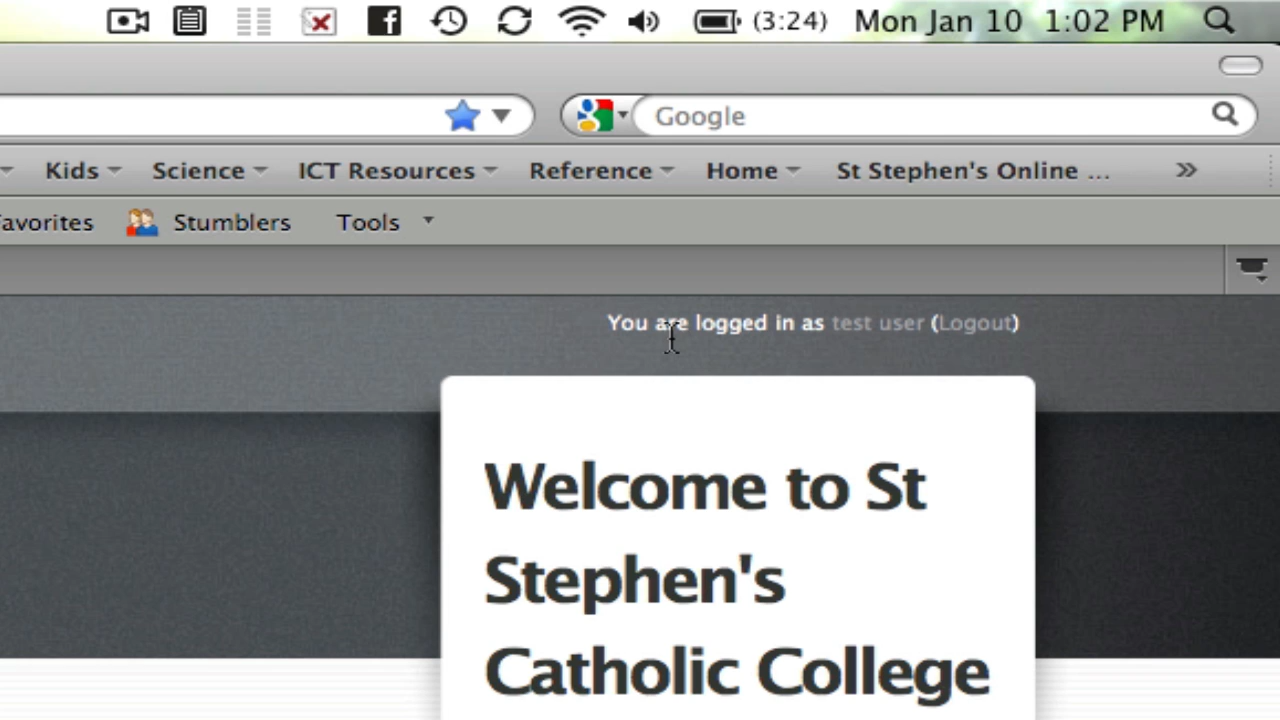 (3:24) Mon Jan 10 1:02 PM
Google
Kids Science ICT Resources Reference Home St Stephen's Online ...
avorites Stumblers Tools
You are logged in as test user (Logout)
Welcome to St
Stephen's
Catholic College